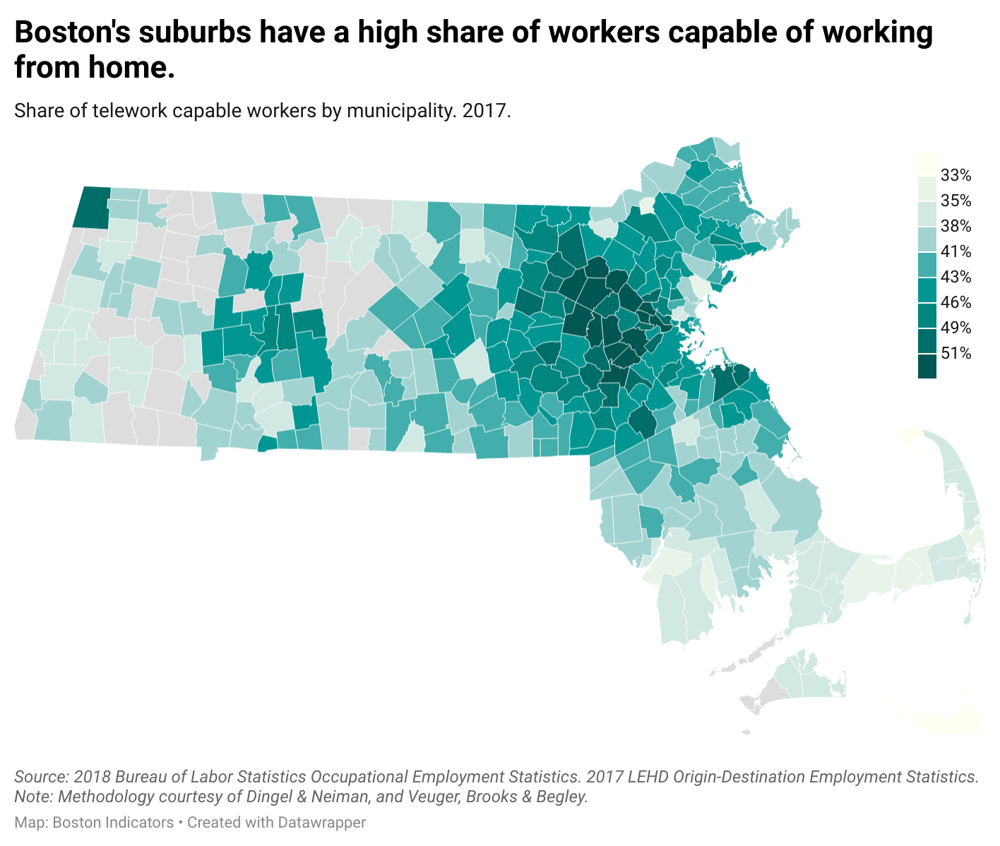 Boston's suburbs have a high share of workers capable of working
from home.
Share of telework capable workers by municipality. 2017.
33%
35%
38%
41%
43%
46%
49%
51%
Source: 2018 Bureau of Labor Statistics Occupational Employment Statistics. 2017 LEHD Origin-Destination Employment Statistics.
Note: Methodology courtesy of Dingel & Neiman, and Veuger, Brooks & Begley.
Map: Boston Indicators • Created with Datawrapper